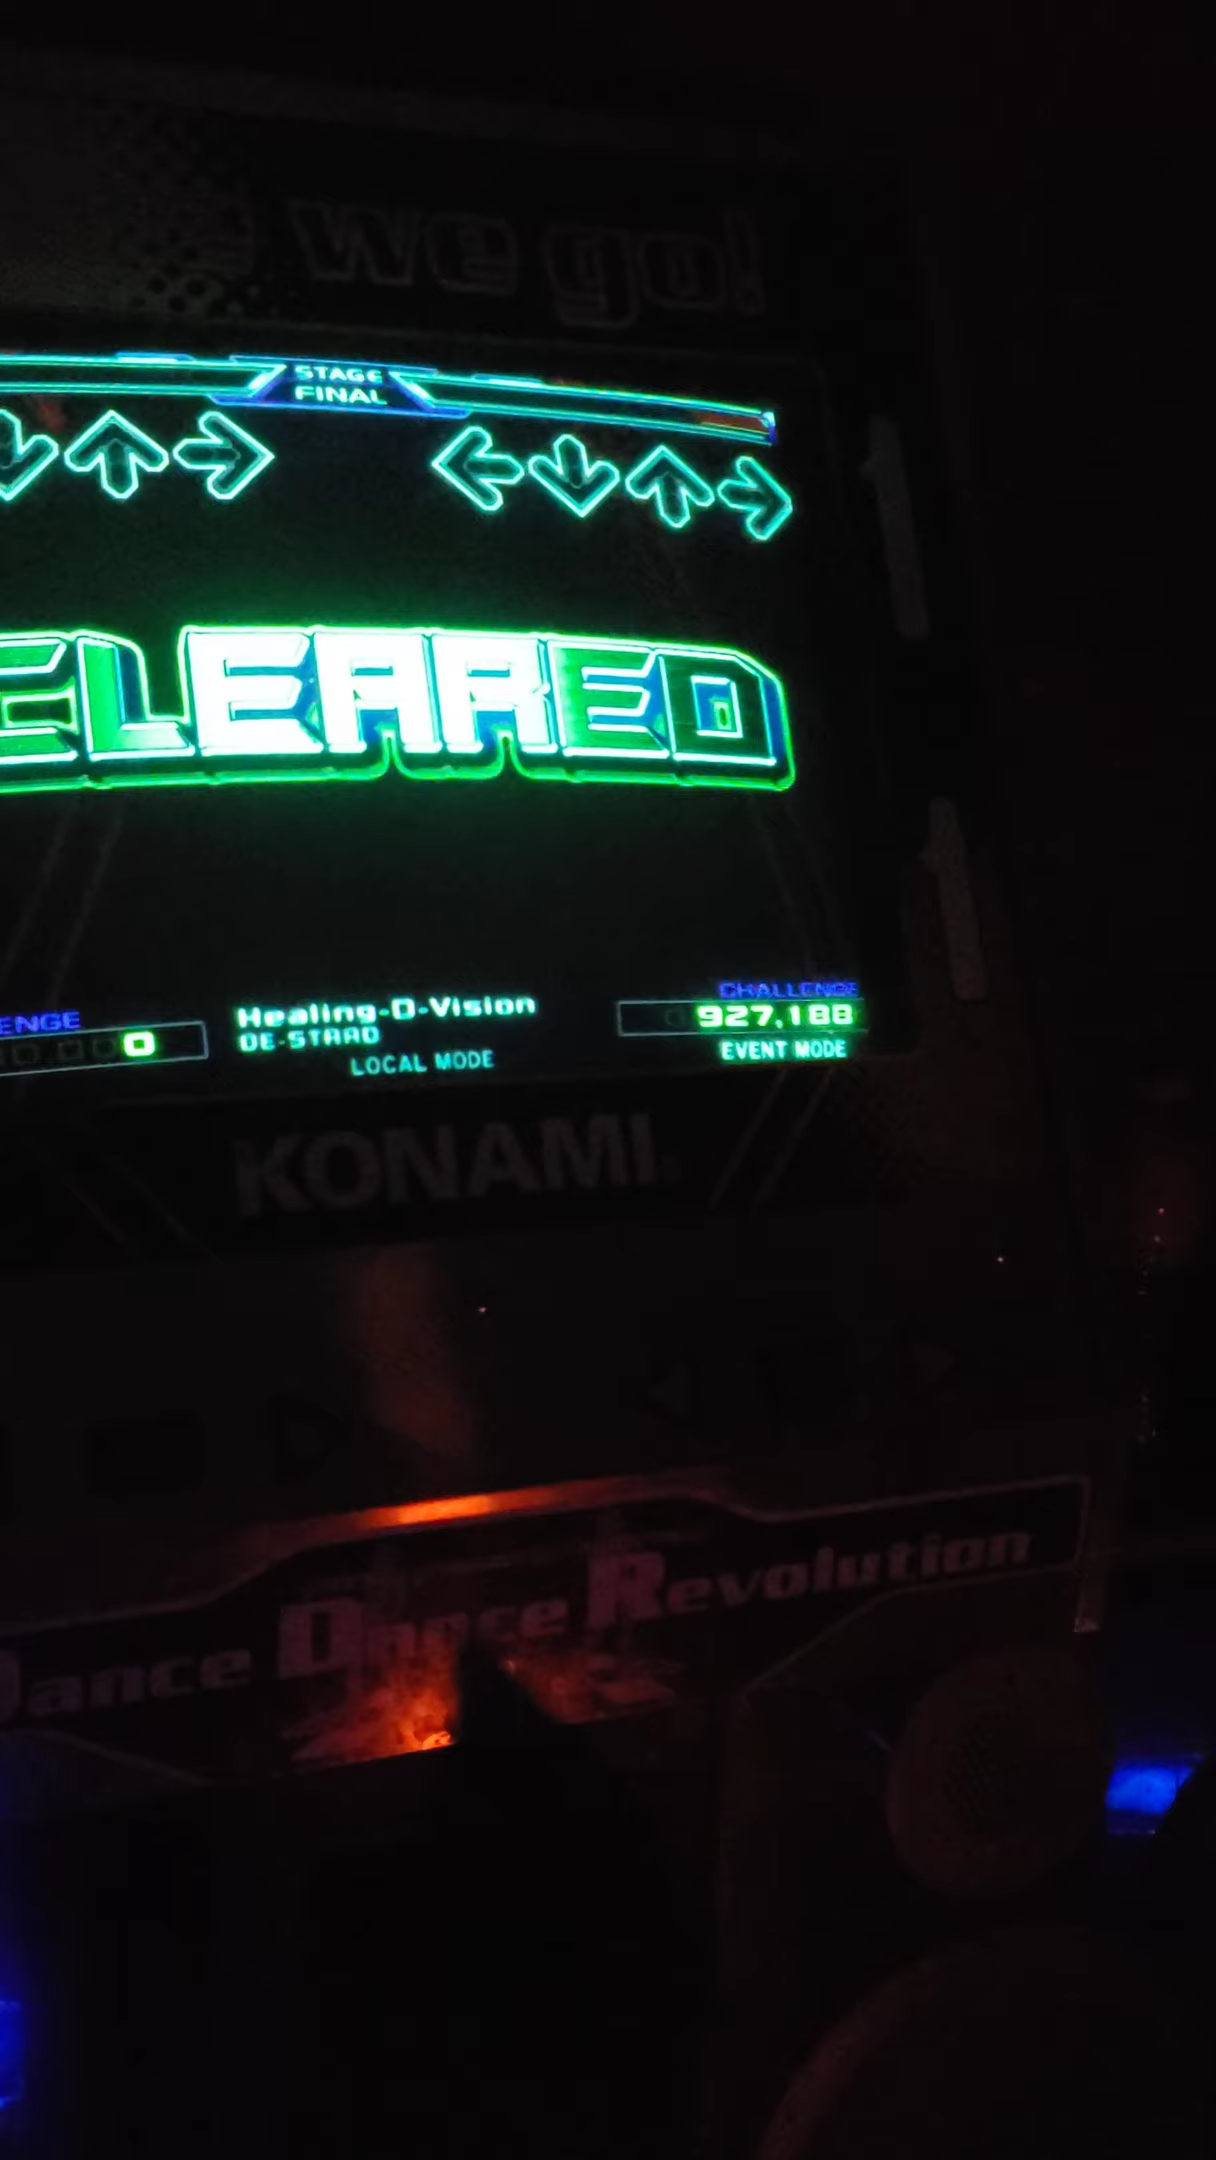 we go!
STAGE
FINAL
CLEARED
CHALLENGE
ENGE
927,188
0
Healing-D-Vision
DE-STRAD
LOCAL MODE
EVENT MODE
KONAMI
Dance Dance Revolution